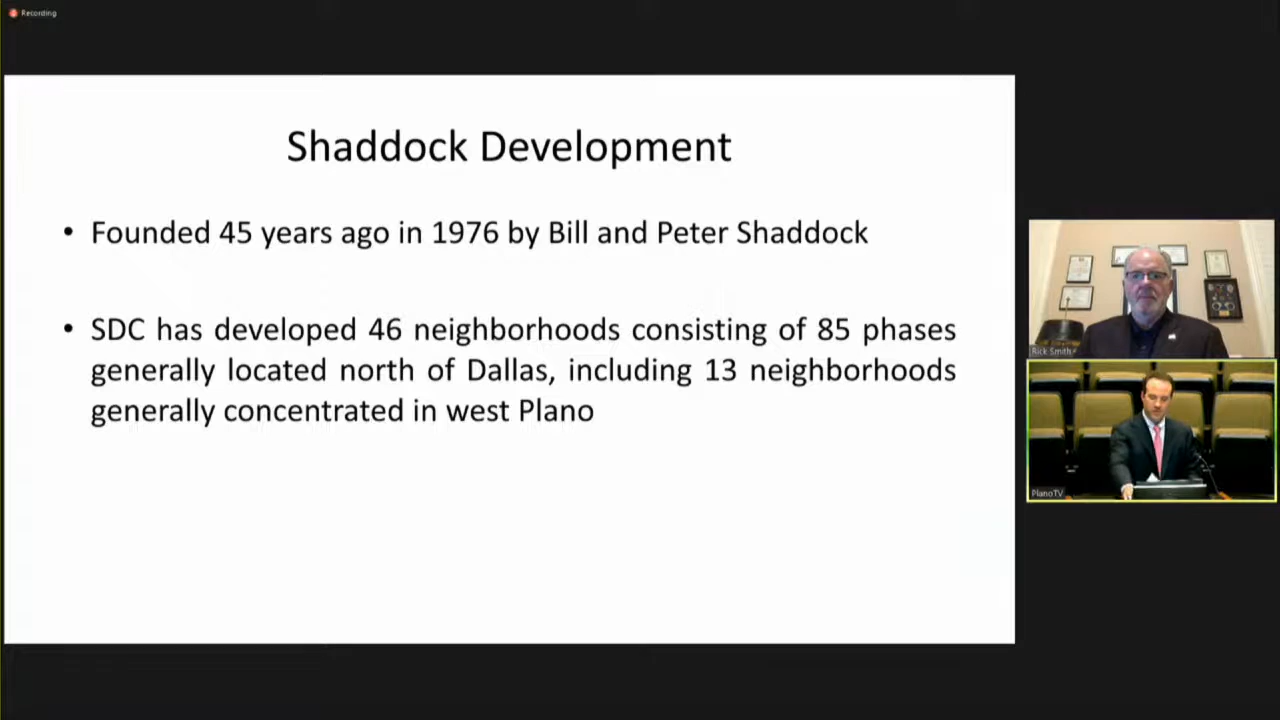 Recording
Shaddock Development
• Founded 45 years ago in 1976 by Bill and Peter Shaddock
• SDC has developed 46 neighborhoods consisting of 85 phases
generally located north of Dallas, including 13 neighborhoods
generally concentrated in west Plano
Rick Smith
PlanoTV